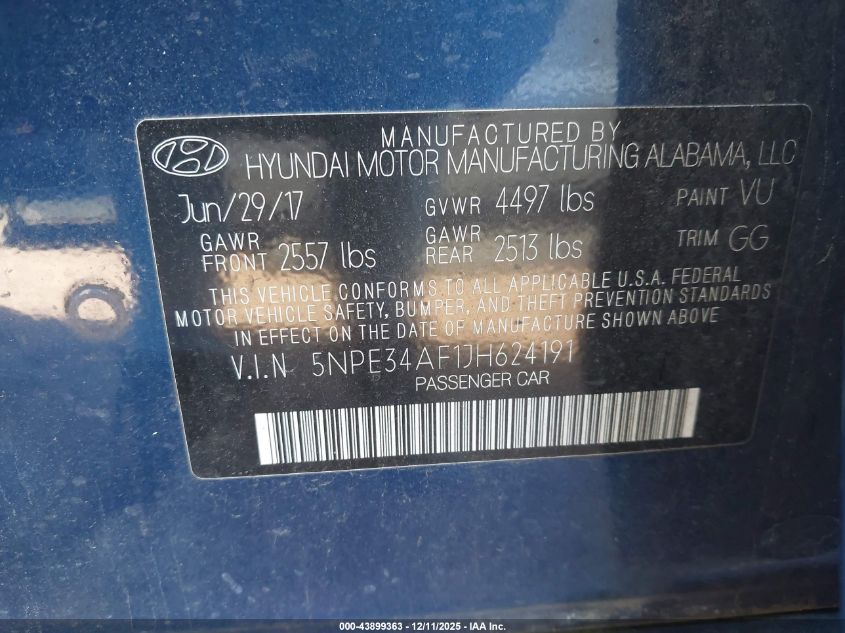 MANUFACTURED BY
HYUNDAI MOTOR MANUFACTURING ALABAMA, LLC
Jun/29/17 GVWR 4497 lbs PAINT VU
GAWR FRONT 2557 lbs GAWR REAR 2513 lbs TRIM GG
THIS VEHICLE CONFORMS TO ALL APPLICABLE U.S.A. FEDERAL
MOTOR VEHICLE SAFETY, BUMPER, AND THEFT PREVENTION STANDARDS
IN EFFECT ON THE DATE OF MANUFACTURE SHOWN ABOVE
V.I.N 5NPE34AF1JH624191
PASSENGER CAR
000-43899363 - 12/11/2025 - IAA Inc.